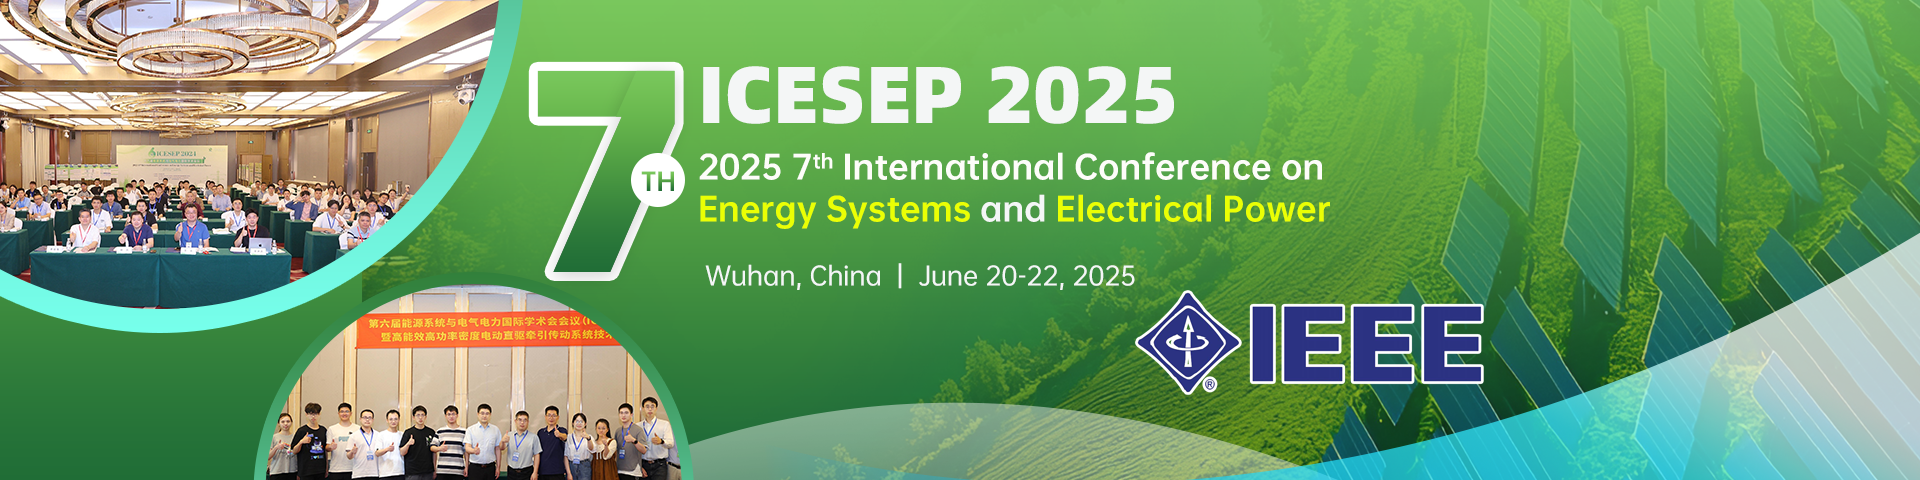 ICESEP 2024
7
TH
ICESEP 2025
2025 7th International Conference on
Energy Systems and Electrical Power
Wuhan, China | June 20-22, 2025
IEEE
®
第六届能源系统与电气电力国际学术会会议(IC
暨高能效高功率密度电动直驱牵引传动系统技术